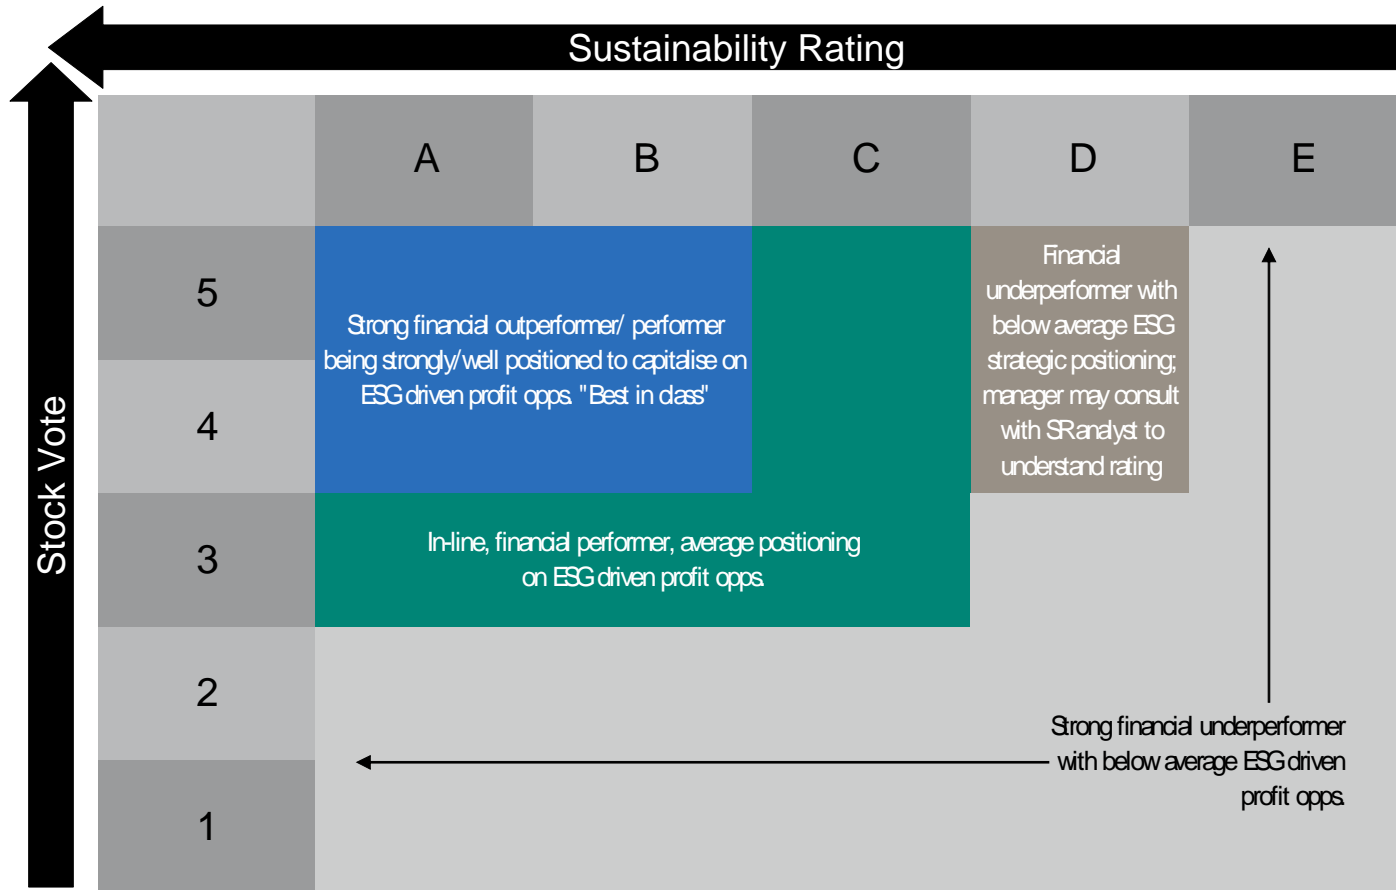 Sustainability Rating
Stock Vote
A B C D E
5
4
3
2
1
Strong financial outperformer/ performer
being strongly/well positioned to capitalise on
ESG driven profit opps. "Best in class"
Financial
underperformer with
below average ESG
strategic positioning;
manager may consult
with SR analyst to
understand rating
In-line, financial performer, average positioning
on ESG driven profit opps.
Strong financial underperformer
with below average ESG driven
profit opps.